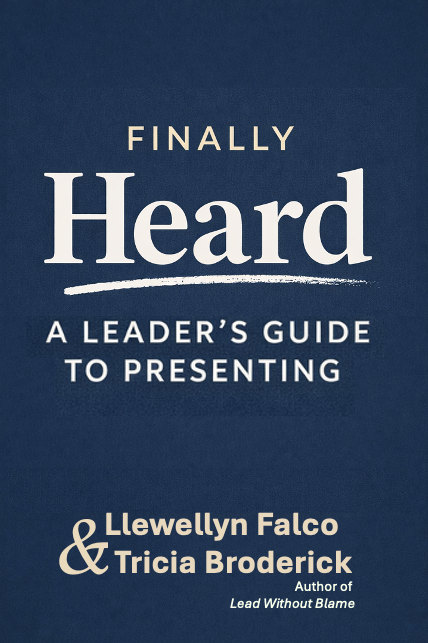 FINALLY
Heard
A LEADER’S GUIDE
TO PRESENTING
Llewellyn Falco
& Tricia Broderick
Author of
Lead Without Blame